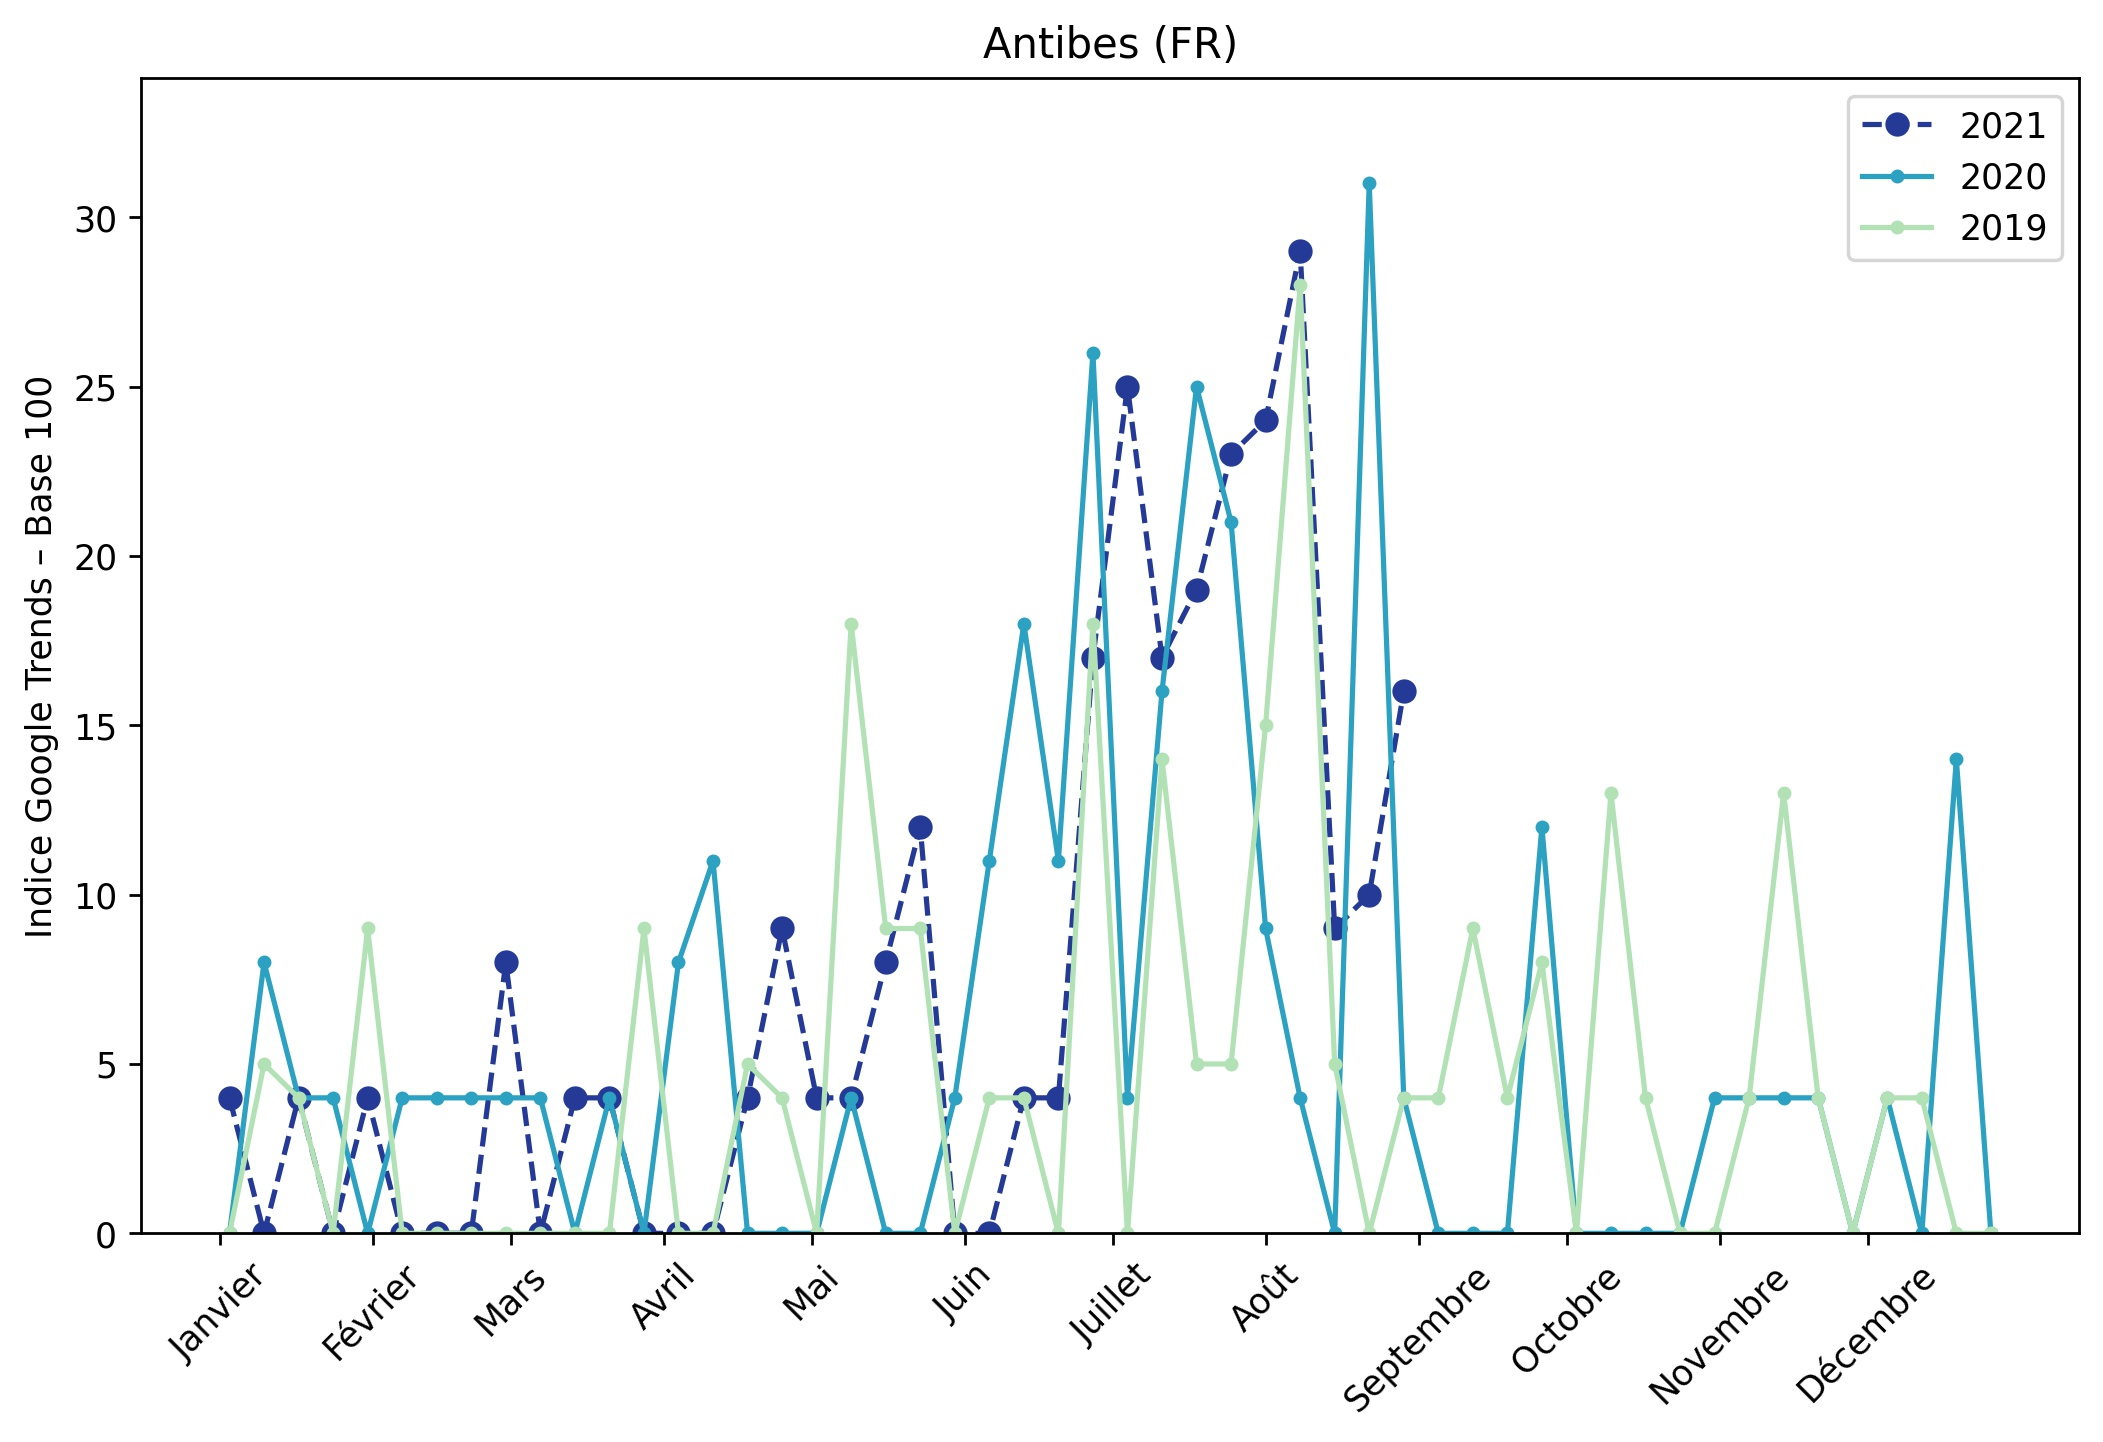 Antibes (FR)
2021
2020
2019
Indice Google Trends – Base 100
30
25
20
15
10
5
0
Janvier
Février
Mars
Avril
Mai
Juin
Juillet
Août
Septembre
Octobre
Novembre
Décembre